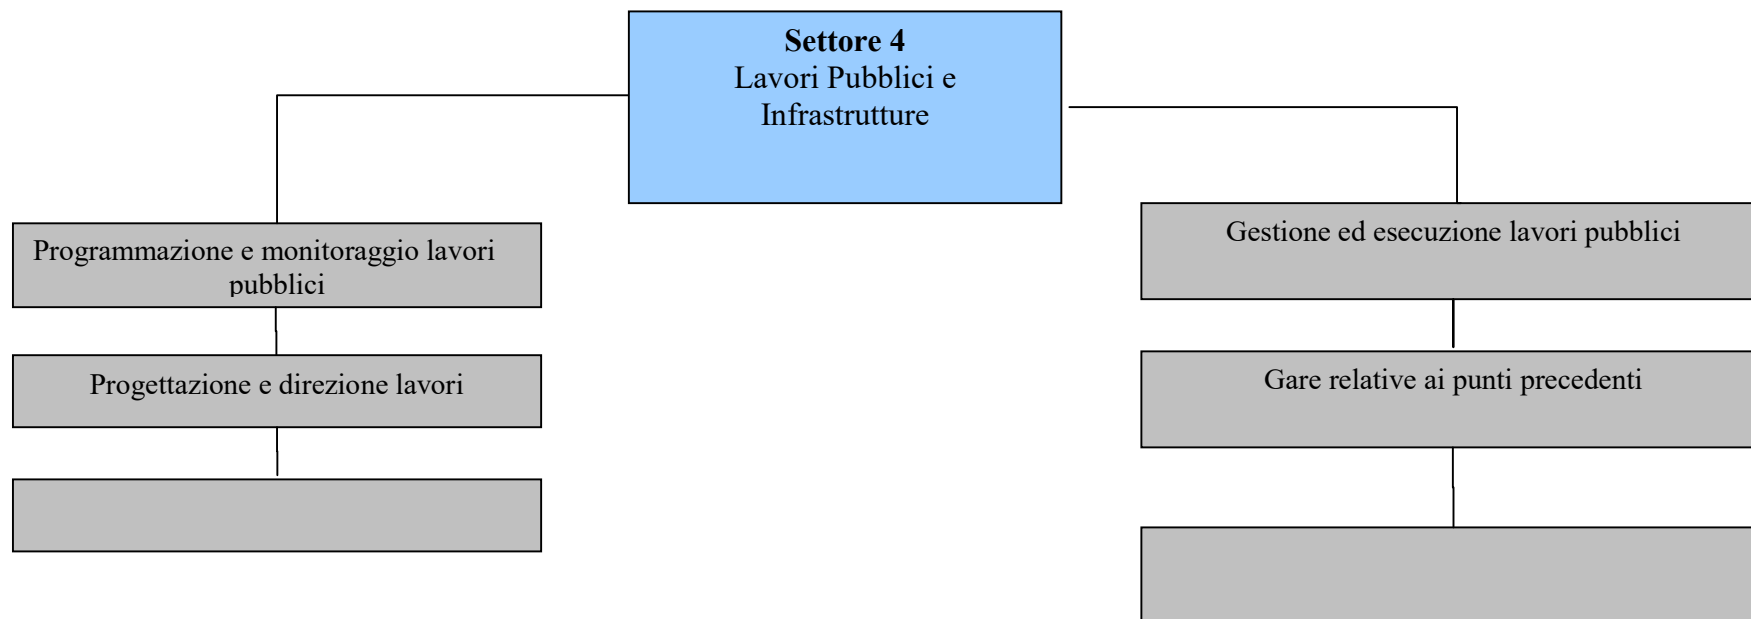 Settore 4
Lavori Pubblici e
Infrastrutture
Programmazione e monitoraggio lavori
pubblici
Progettazione e direzione lavori
Gestione ed esecuzione lavori pubblici
Gare relative ai punti precedenti